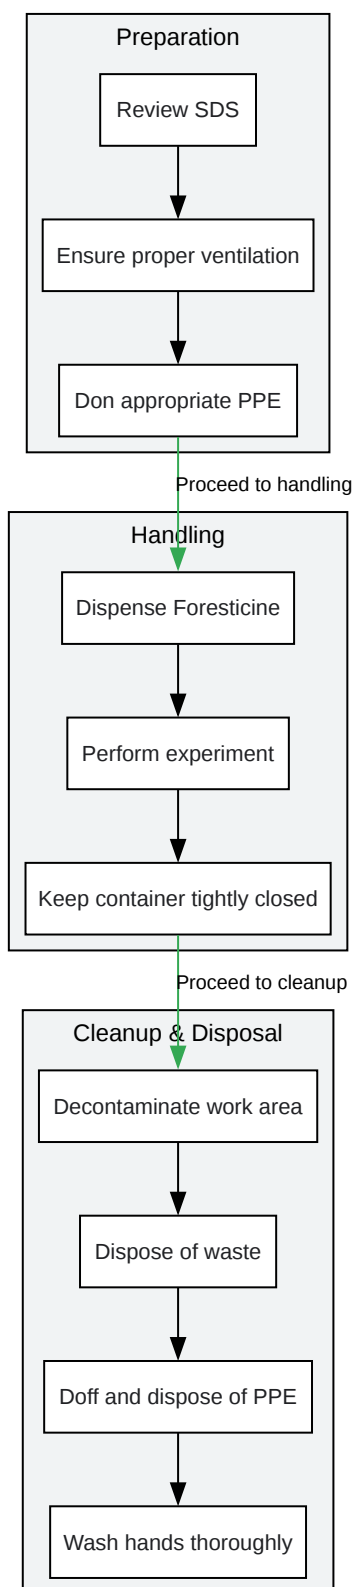 Preparation
Review SDS
Ensure proper ventilation
Don appropriate PPE
Proceed to handling
Handling
Dispense Foresticine
Perform experiment
Keep container tightly closed
Proceed to cleanup
Cleanup & Disposal
Decontaminate work area
Dispose of waste
Doff and dispose of PPE
Wash hands thoroughly